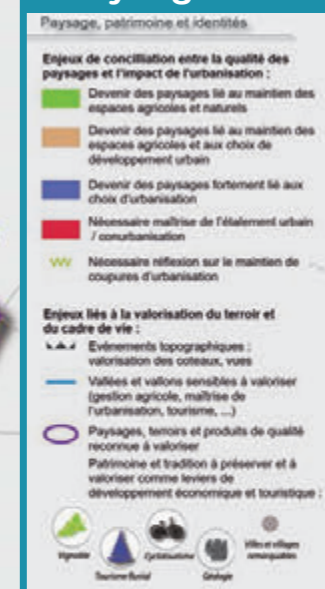 Paysage, patrimoine et identités
Enjeux de concilliation entre la qualité des
paysages et l'impact de l'urbanisation :
Devenir des paysages lié au maintien des
espaces agricoles et naturels
Devenir des paysages lié au maintien des
espaces agricoles et aux choix de
développement urbain
Devenir des paysages fortement lié aux
choix d'urbanisation
Nécessaire maîtrise de l'étalement urbain
/ conurbanisation
Nécessaire réflexion sur le maintien de
coupures d'urbanisation
Enjeux liés à la valorisation du terroir et
du cadre de vie :
Evénements topographiques :
valorisation des coteaux, vues
Vallées et vallons sensibles à valoriser
(gestion agricole, maîtrise de
l'urbanisation, tourisme, ...)
Paysages, terroirs et produits de qualité
reconnue à valoriser
Patrimoine et tradition à préserver et à
valoriser comme leviers de
développement économique et touristique :
Vignoble
Tourisme fluvial
Cyclotourisme
Géologie
Villes et villages
remarquables